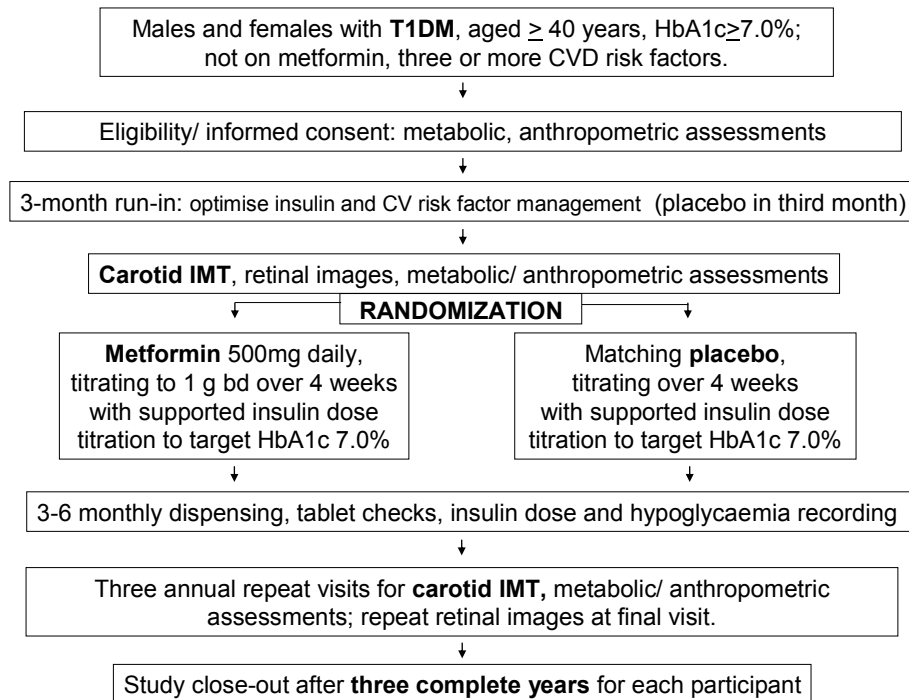 Males and females with T1DM, aged ≥ 40 years, HbA1c≥7.0%;
not on metformin, three or more CVD risk factors.
Eligibility/ informed consent: metabolic, anthropometric assessments
3-month run-in: optimise insulin and CV risk factor management (placebo in third month)
Carotid IMT, retinal images, metabolic/ anthropometric assessments
RANDOMIZATION
Metformin 500mg daily,
titrating to 1 g bd over 4 weeks
with supported insulin dose
titration to target HbA1c 7.0%
Matching placebo,
titrating over 4 weeks
with supported insulin dose
titration to target HbA1c 7.0%
3-6 monthly dispensing, tablet checks, insulin dose and hypoglycaemia recording
Three annual repeat visits for carotid IMT, metabolic/ anthropometric
assessments; repeat retinal images at final visit.
Study close-out after three complete years for each participant